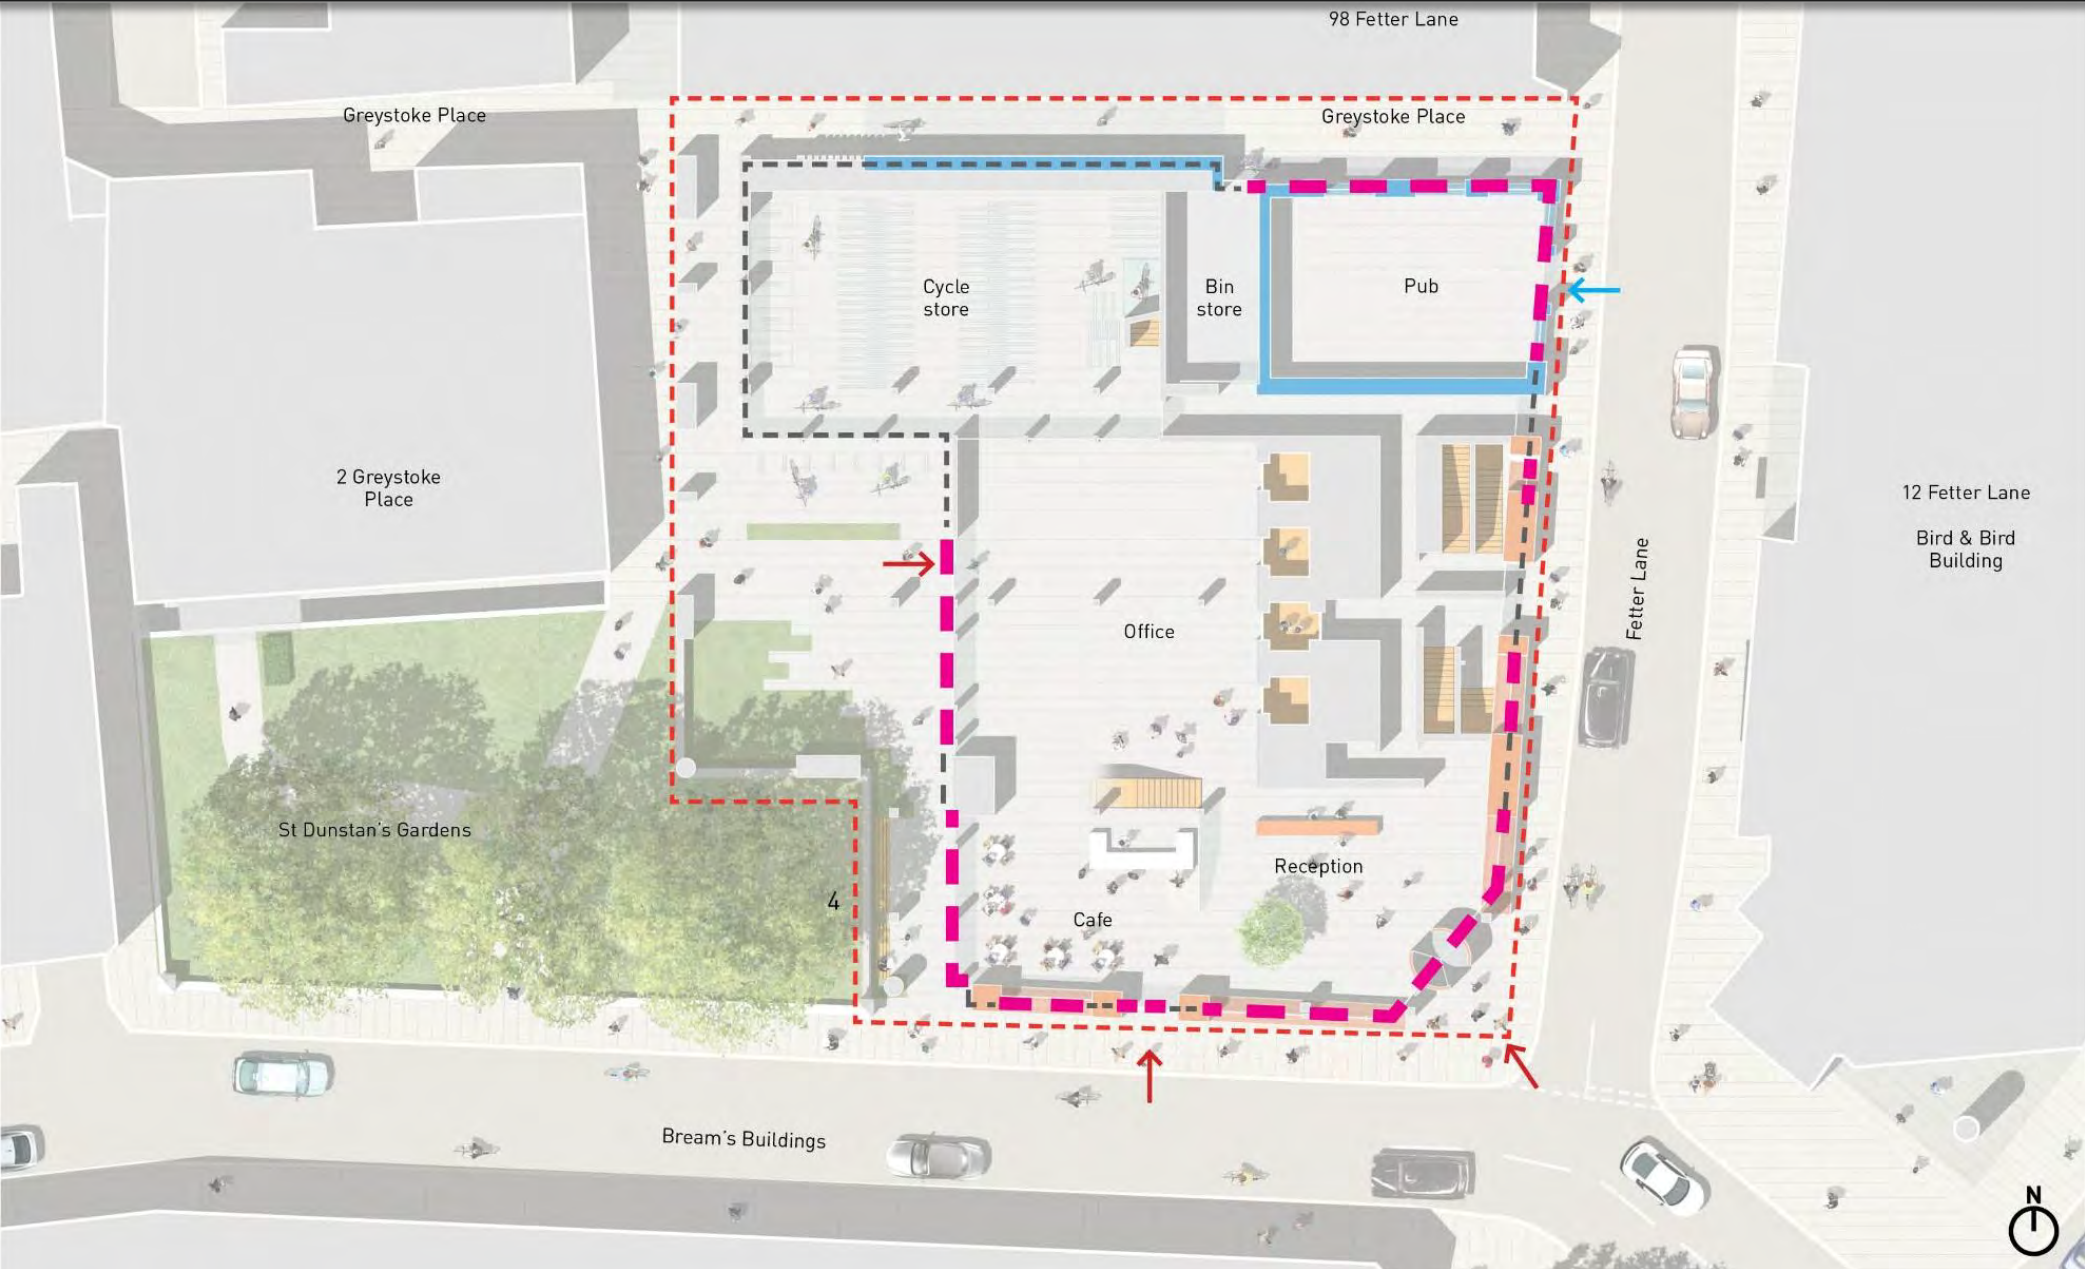 98 Fetter Lane
Greystoke Place
Greystoke Place
Cycle
store
Bin
store
Pub
2 Greystoke
Place
12 Fetter Lane
Bird & Bird
Building
Fetter Lane
Office
St Dunstan's Gardens
Reception
4
Cafe
Bream's Buildings
N